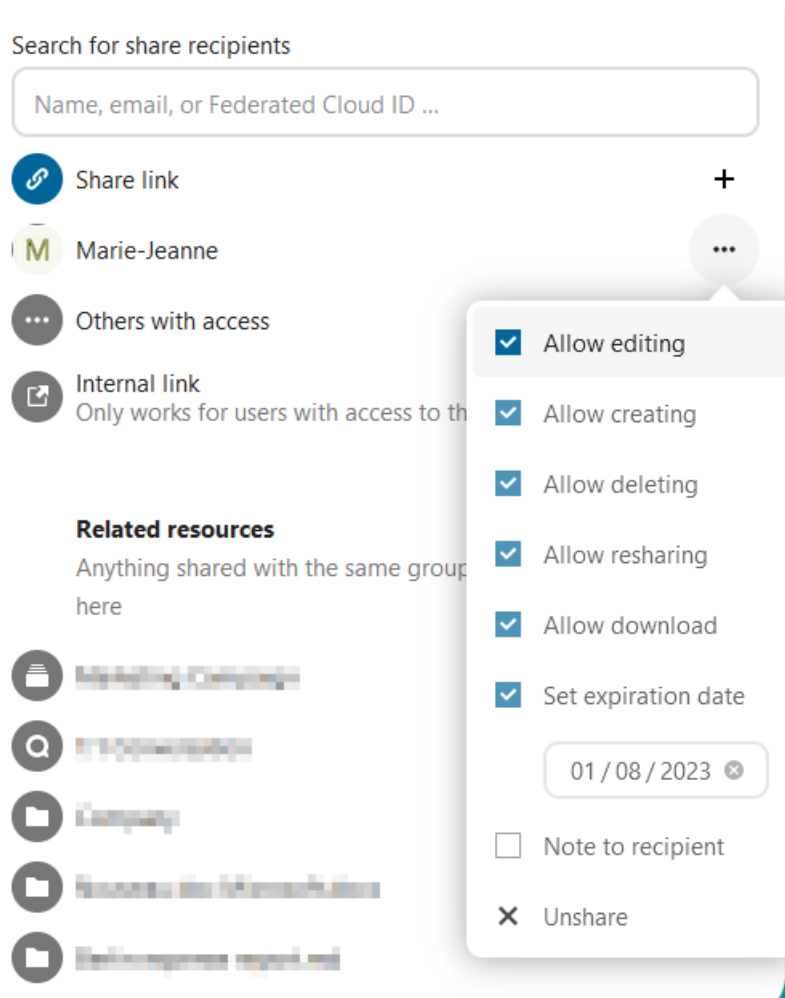 Search for share recipients
Name, email, or Federated Cloud ID ...
Share link
M Marie-Jeanne
Others with access
Internal link
Only works for users with access to th
Allow editing
Allow creating
Allow deleting
Allow resharing
Allow download
Set expiration date
01 / 08 / 2023
Note to recipient
Unshare
Related resources
Anything shared with the same group
here